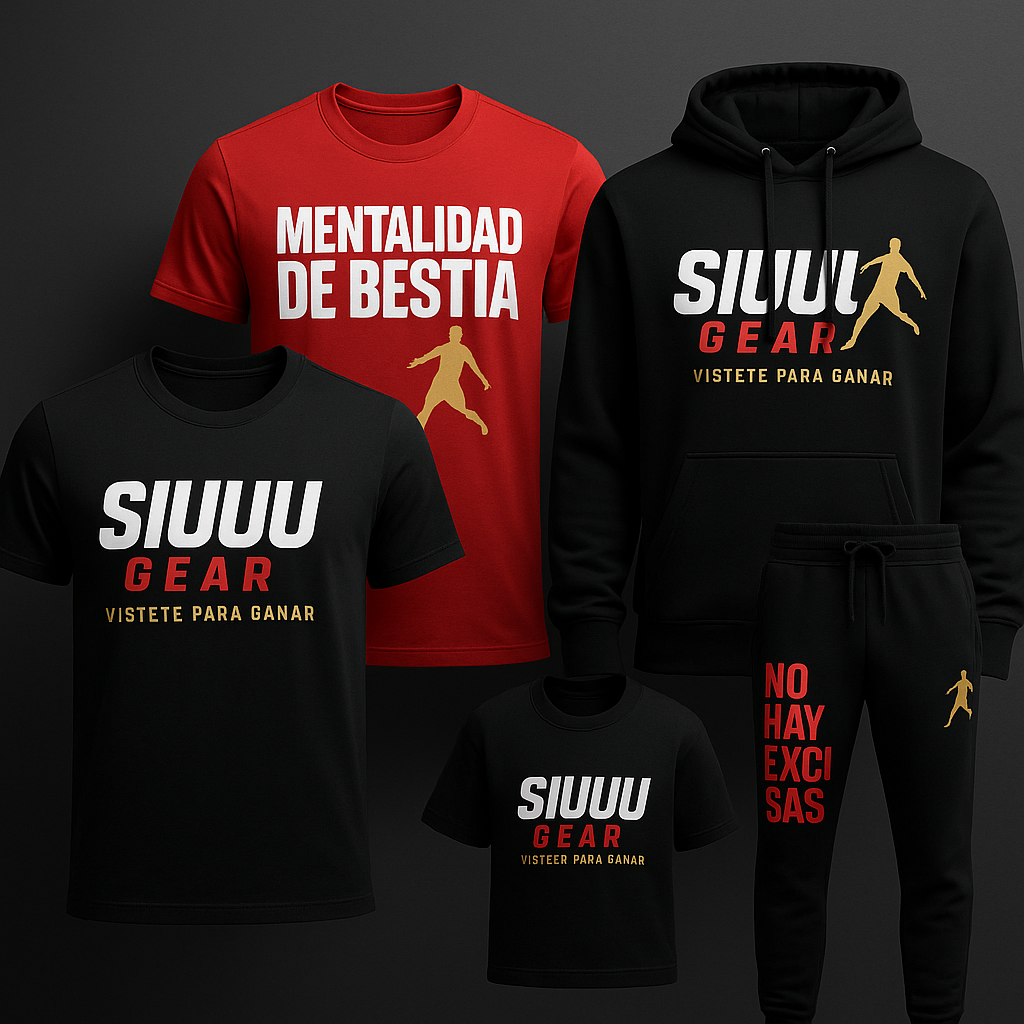 MENTALIDAD
DE BESTIA
SIUUU
GEAR
VISTETE PARA GANAR
SIUUU
GEAR
VISTETE PARA GANAR
SIUUU
GEAR
VISTEER PARA GANAR
NO
HAY
EXCI
SAS